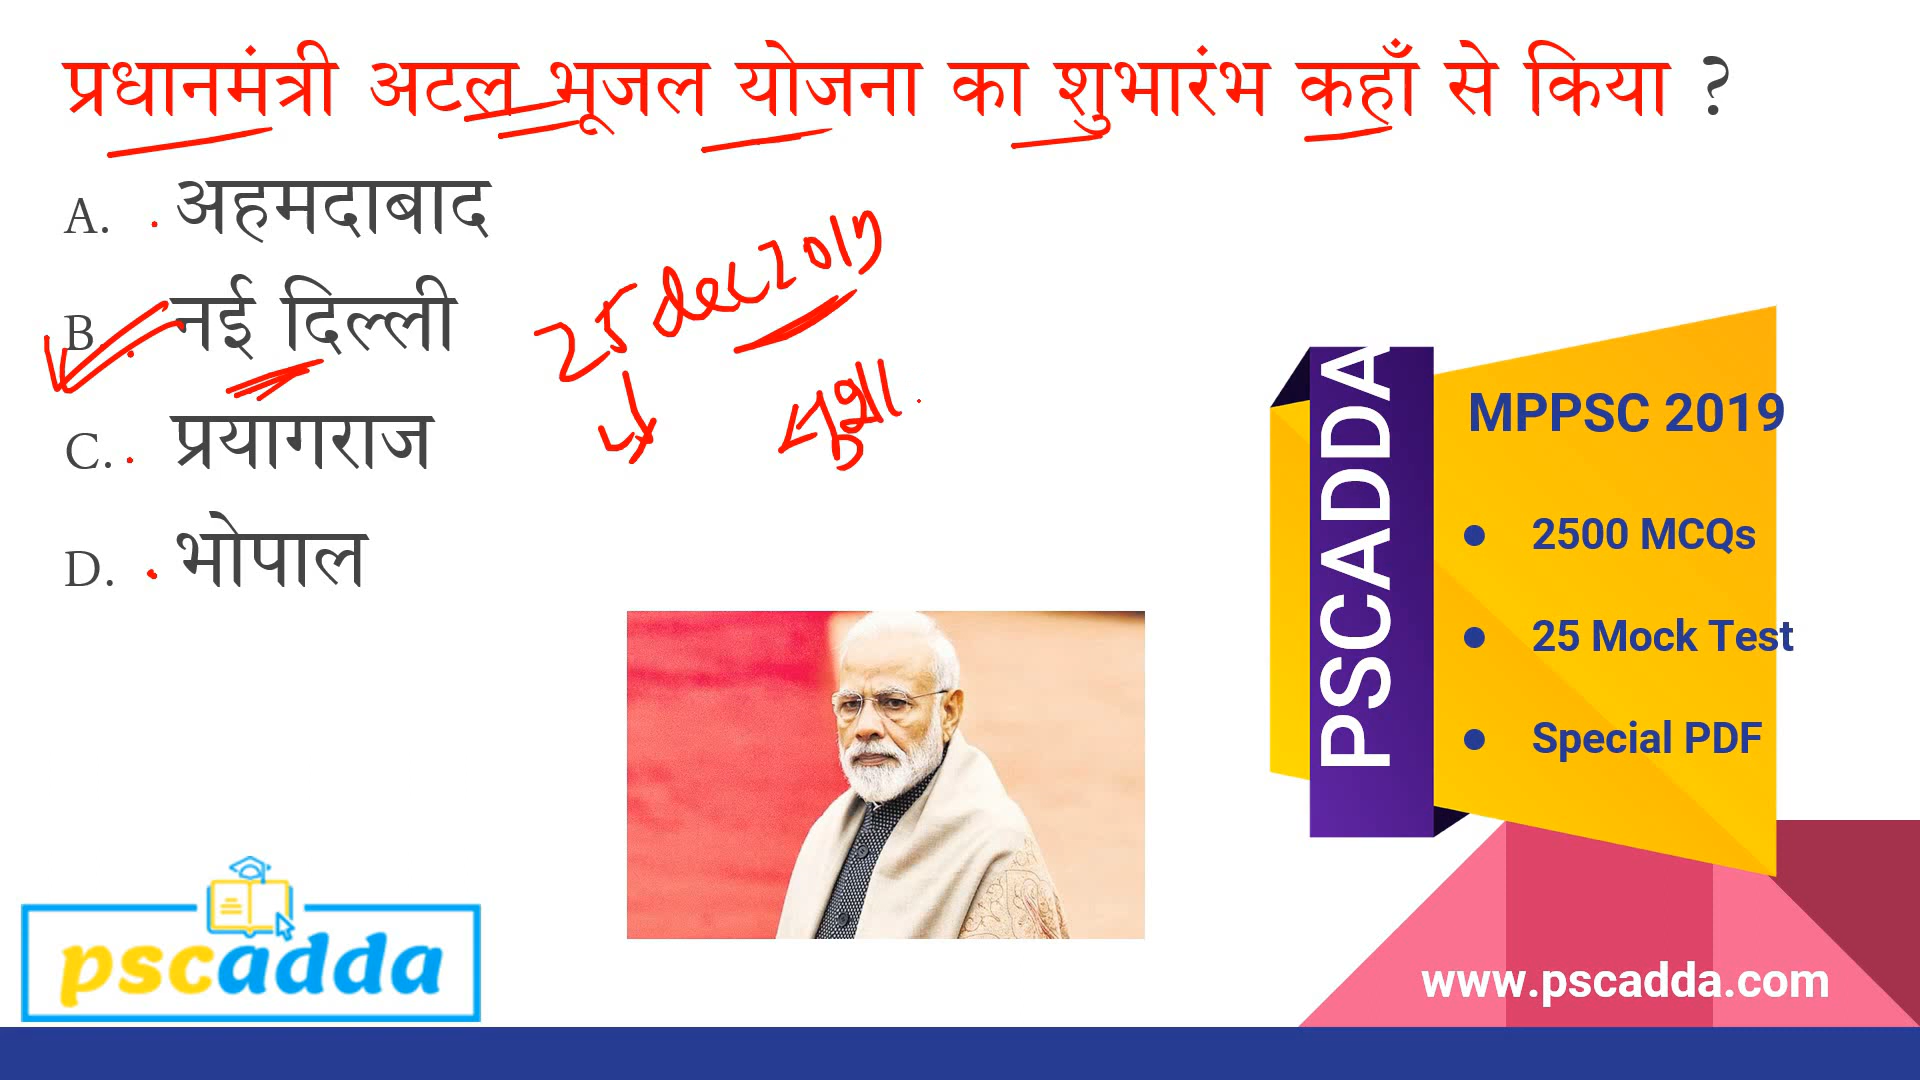 प्रधानमंत्री अटल भूजल योजना का शुभारंभ कहाँ से किया ?
A. अहमदाबाद
B. नई दिल्ली
C. प्रयागराज
D. भोपाल
25 dec 2019
PSCADDA
MPPSC 2019
• 2500 MCQs
• 25 Mock Test
• Special PDF
pscadda
www.pscadda.com